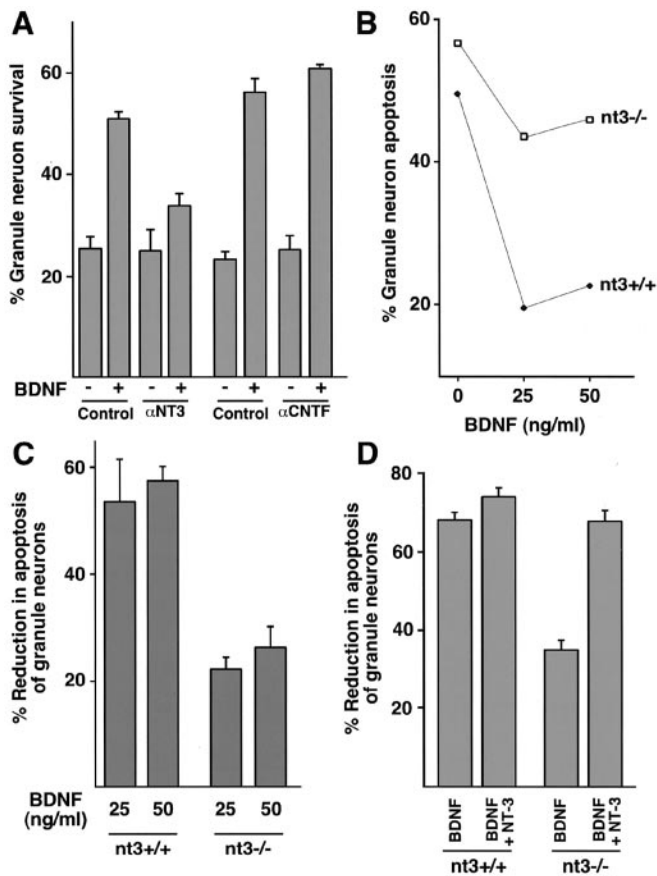 A
% Granule neruon survival
60
40
20
BDNF - + - + - + - +
Control αNT3 Control αCNTF
B
% Granule neuron apoptosis
60
40
20
nt3-/-
nt3+/+
0 25 50
BDNF (ng/ml)
C
% Reduction in apoptosis
of granule neurons
60
40
20
BDNF 25 50 25 50
(ng/ml)
nt3+/+ nt3-/-
D
% Reduction in apoptosis
of granule neurons
80
60
40
20
BDNF
BDNF
+ NT-3
BDNF
BDNF
+ NT-3
nt3+/+ nt3-/-